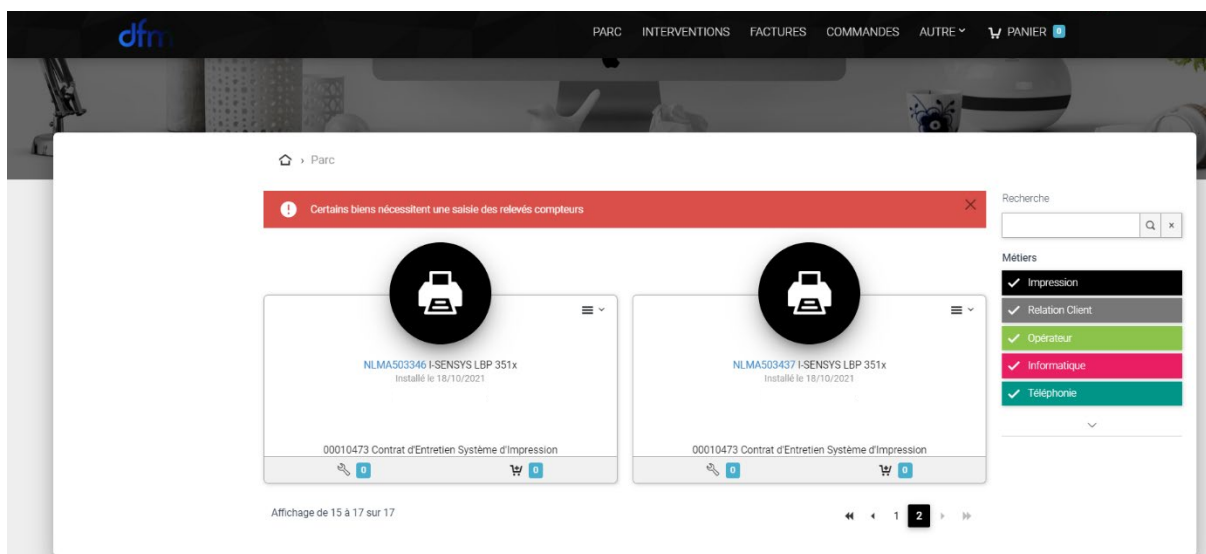 dfm
PARC INTERVENTIONS FACTURES COMMANDES AUTRE PANIER 0
Parc
Certains biens nécessitent une saisie des relevés compteurs
Recherche
Métiers
Impression
Relation Client
Opérateur
Informatique
Téléphonie
NLMA503346 I-SENSYS LBP 351x
Installé le 18/10/2021
00010473 Contrat d'Entretien Système d'Impression
0 0
NLMA503437 I-SENSYS LBP 351x
Installé le 18/10/2021
00010473 Contrat d'Entretien Système d'Impression
0 0
Affichage de 15 à 17 sur 17
1 2